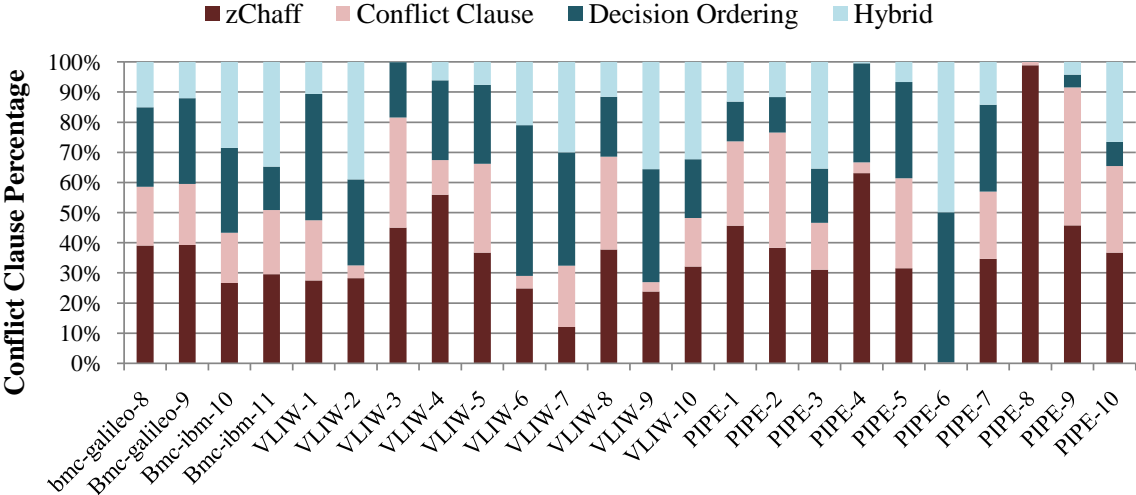 zChaff Conflict Clause Decision Ordering Hybrid
Conflict Clause Percentage
100%
90%
80%
70%
60%
50%
40%
30%
20%
10%
0%
bmc-galileo-8
Bmc-galileo-9
Bmc-ibm-10
Bmc-ibm-11
VLIW-1
VLIW-2
VLIW-3
VLIW-4
VLIW-5
VLIW-6
VLIW-7
VLIW-8
VLIW-9
VLIW-10
PIPE-1
PIPE-2
PIPE-3
PIPE-4
PIPE-5
PIPE-6
PIPE-7
PIPE-8
PIPE-9
PIPE-10